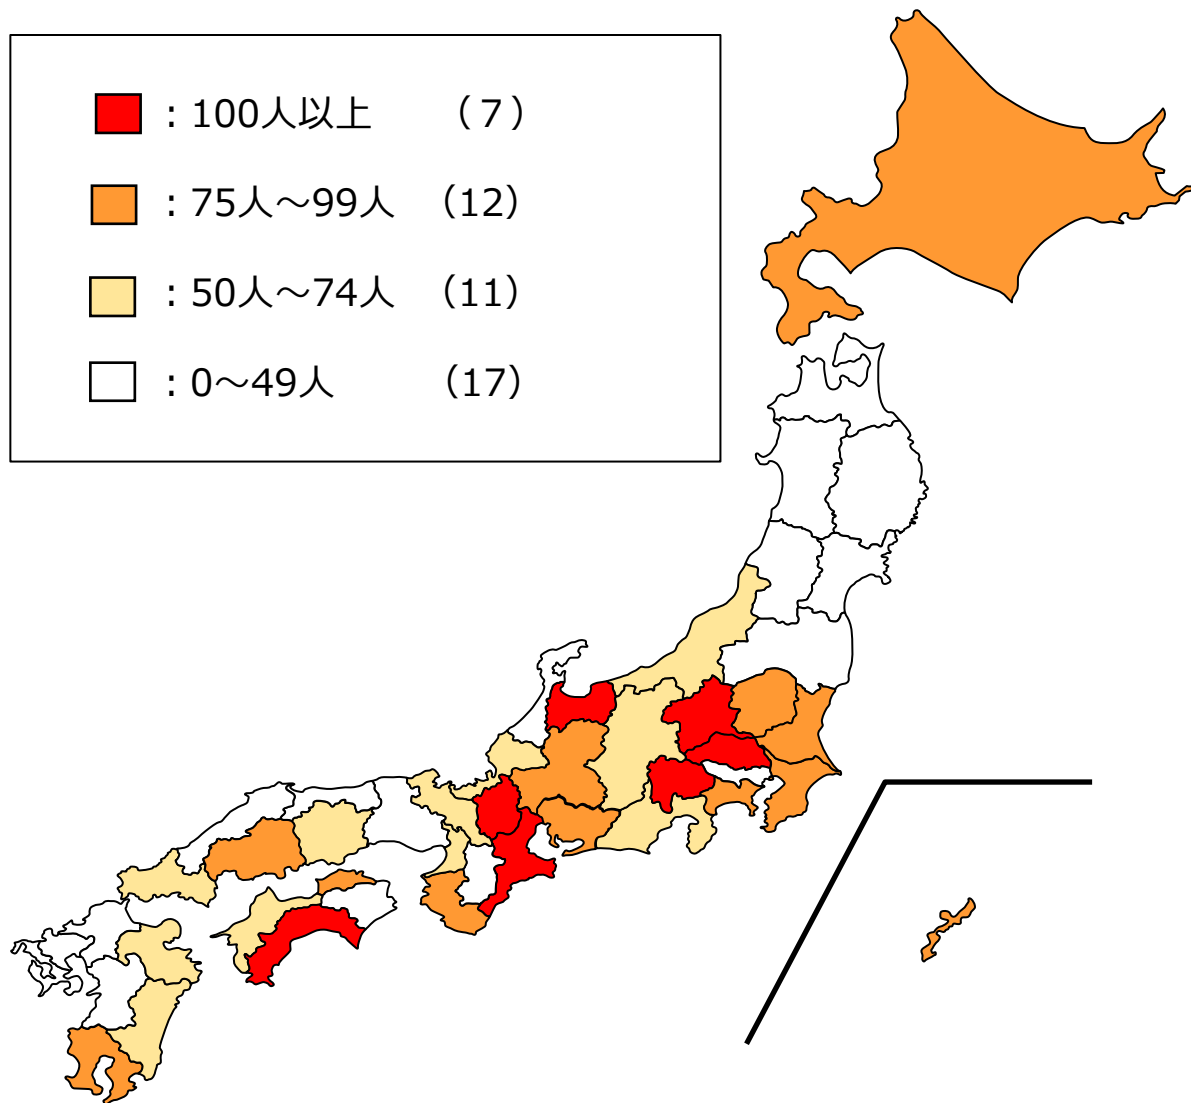 ：100人以上 （７）
：75人～99人 （12）
：50人～74人 （11）
：0～49人 （17）